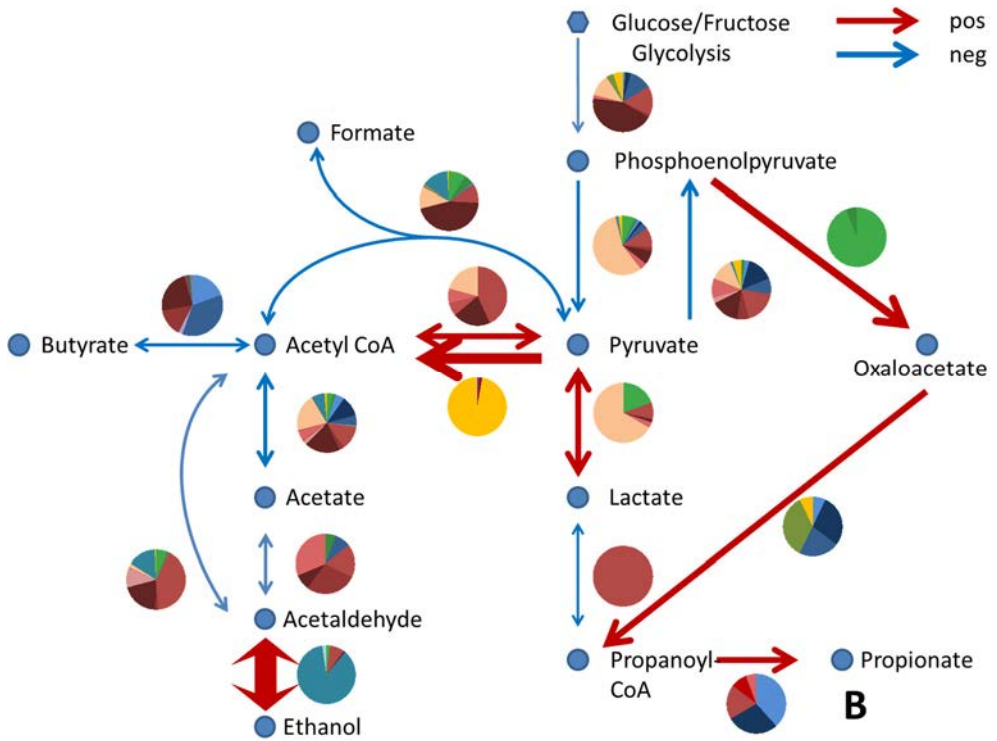 Glucose/Fructose
Glycolysis
pos
neg
Formate
Phosphoenolpyruvate
Butyrate
Acetyl CoA
Pyruvate
Oxaloacetate
Acetate
Lactate
Acetaldehyde
Propanoyl-
CoA
Propionate
Ethanol
B